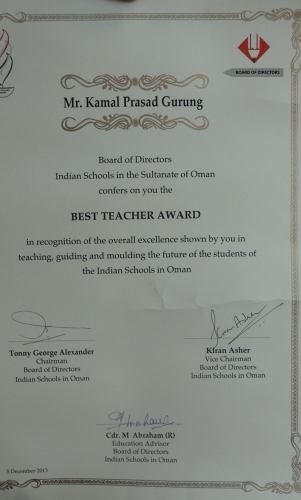 BOARD OF DIRECTORS
Mr. Kamal Prasad Gurung
Board of Directors
Indian Schools in the Sultanate of Oman
confers on you the
BEST TEACHER AWARD
in recognition of the overall excellence shown by you in
teaching, guiding and moulding the future of the students of
the Indian Schools in Oman
Tonny George Alexander
Chairman
Board of Directors
Indian Schools in Oman
Kiran Asher
Kiran Asher
Vice Chairman
Board of Directors
Indian Schools in Oman
Cdr. M Abraham (R)
Education Advisor
Board of Directors
Indian Schools in Oman
5 December 2013